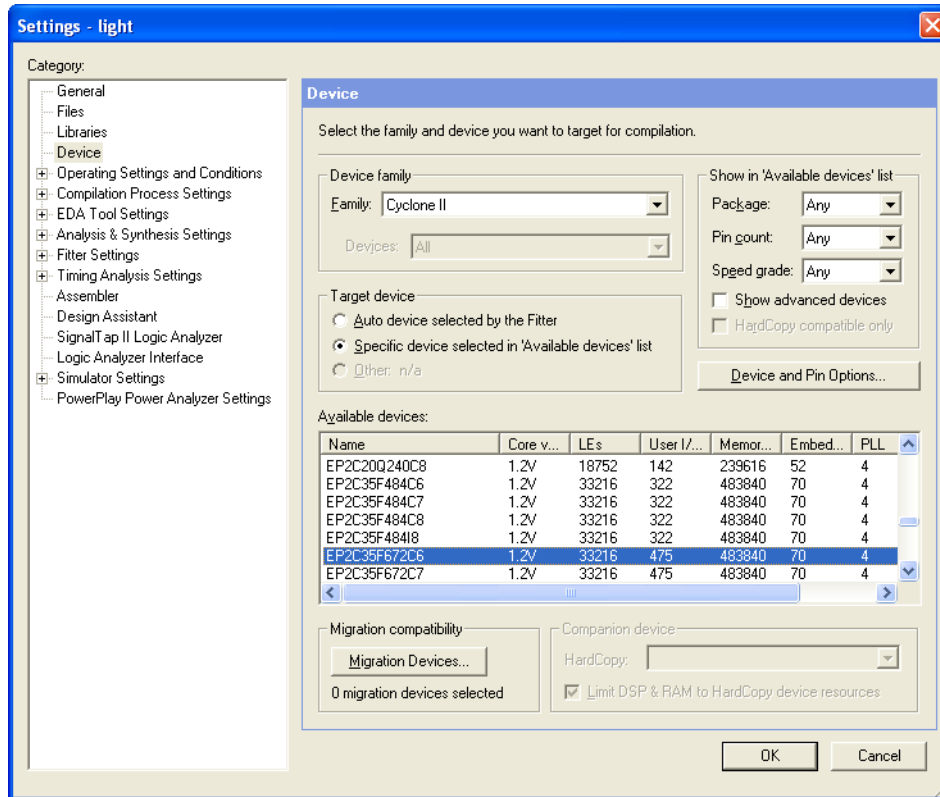 Settings - light
Category:
General
Files
Libraries
Device
Operating Settings and Conditions
Compilation Process Settings
EDA Tool Settings
Analysis & Synthesis Settings
Fitter Settings
Timing Analysis Settings
Assembler
Design Assistant
SignalTap II Logic Analyzer
Logic Analyzer Interface
Simulator Settings
PowerPlay Power Analyzer Settings
Device
Select the family and device you want to target for compilation.
Device family
Family: Cyclone II
Devices: All
Show in 'Available devices' list
Package: Any
Pin count: Any
Speed grade: Any
Show advanced devices
HardCopy compatible only
Target device
Auto device selected by the Fitter
Specific device selected in 'Available devices' list
Other: n/a
Device and Pin Options...
Available devices:
Name Core v... LEs User I/... Memor... Embed... PLL
EP2C20Q240C8 1.2V 18752 142 239616 52 4
EP2C35F484C6 1.2V 33216 322 483840 70 4
EP2C35F484C7 1.2V 33216 322 483840 70 4
EP2C35F484C8 1.2V 33216 322 483840 70 4
EP2C35F484I8 1.2V 33216 322 483840 70 4
EP2C35F672C6 1.2V 33216 475 483840 70 4
EP2C35F672C7 1.2V 33216 475 483840 70 4
Migration compatibility
Migration Devices...
0 migration devices selected
Companion device
HardCopy:
Limit DSP & RAM to HardCopy device resources
OK Cancel